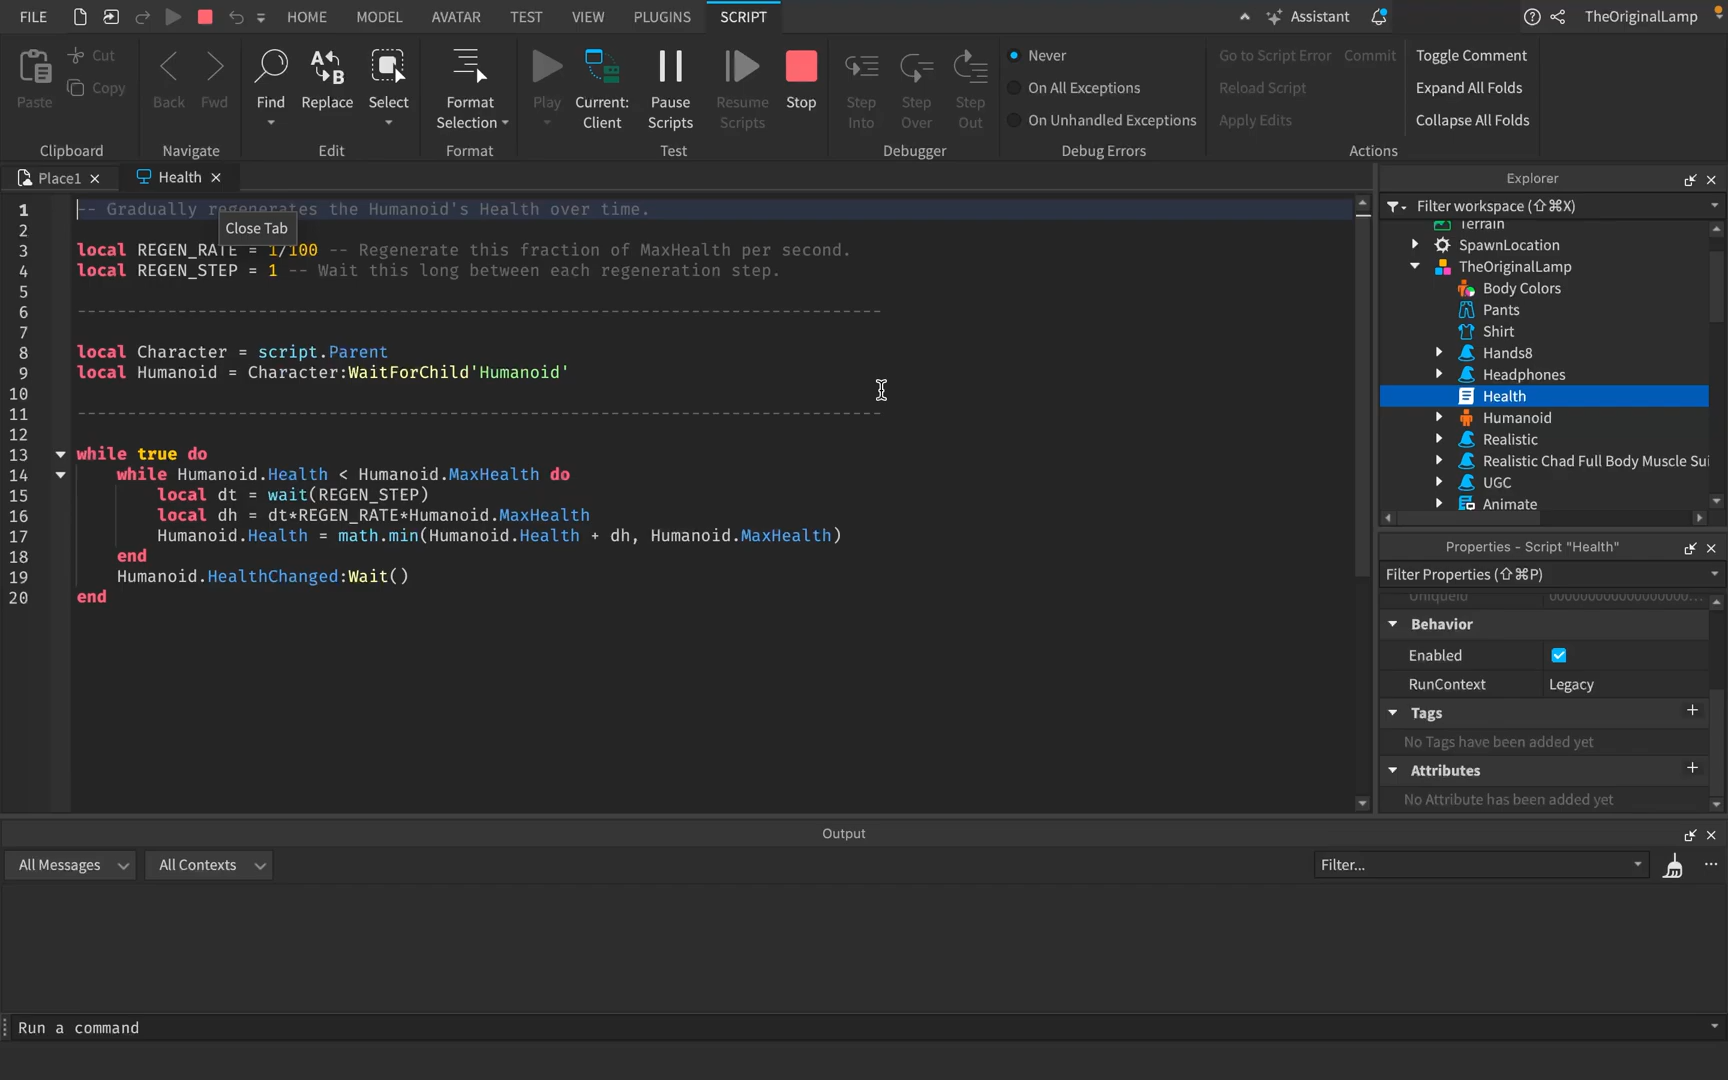 FILE
HOME
MODEL
AVATAR
TEST
VIEW
PLUGINS
SCRIPT
Assistant
TheOriginalLamp
Paste
Cut
Copy
Clipboard
Back
Fwd
Navigate
Find
Replace
Select
Edit
Format
Selection
Format
Play
Current:
Client
Pause
Scripts
Resume
Scripts
Stop
Test
Step
Into
Step
Over
Step
Out
Debugger
Never
On All Exceptions
On Unhandled Exceptions
Debug Errors
Go to Script Error
Commit
Reload Script
Apply Edits
Toggle Comment
Expand All Folds
Collapse All Folds
Actions
Place1
Health
1 -- Gradually regenerates the Humanoid's Health over time.
Close Tab
2
3 local REGEN_RATE = 1/100 -- Regenerate this fraction of MaxHealth per second.
4 local REGEN_STEP = 1 -- Wait this long between each regeneration step.
5
6 --------------------------------------------------------------------------------
7
8 local Character = script.Parent
9 local Humanoid = Character:WaitForChild'Humanoid'
10
11 --------------------------------------------------------------------------------
12
13 while true do
14 while Humanoid.Health < Humanoid.MaxHealth do
15 local dt = wait(REGEN_STEP)
16 local dh = dt*REGEN_RATE*Humanoid.MaxHealth
17 Humanoid.Health = math.min(Humanoid.Health + dh, Humanoid.MaxHealth)
18 end
19 Humanoid.HealthChanged:Wait()
20 end
Explorer
Filter workspace (⇧⌘X)
Terrain
SpawnLocation
TheOriginalLamp
Body Colors
Pants
Shirt
Hands8
Headphones
Health
Humanoid
Realistic
Realistic Chad Full Body Muscle Sui
UGC
Animate
Properties - Script "Health"
Filter Properties (⇧⌘P)
UniqueId
Behavior
Enabled
RunContext Legacy
Tags
No Tags have been added yet
Attributes
No Attribute has been added yet
Output
All Messages
All Contexts
Filter...
Run a command